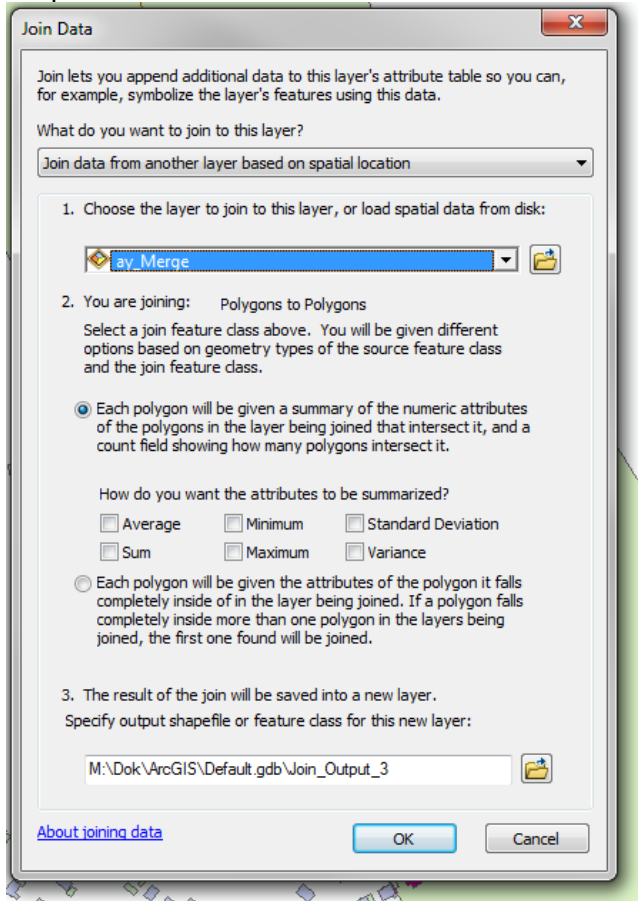 Join Data
Join lets you append additional data to this layer's attribute table so you can,
for example, symbolize the layer's features using this data.
What do you want to join to this layer?
Join data from another layer based on spatial location
1. Choose the layer to join to this layer, or load spatial data from disk:
ay_Merge
2. You are joining: Polygons to Polygons
Select a join feature class above. You will be given different
options based on geometry types of the source feature class
and the join feature class.
Each polygon will be given a summary of the numeric attributes
of the polygons in the layer being joined that intersect it, and a
count field showing how many polygons intersect it.
How do you want the attributes to be summarized?
Average Minimum Standard Deviation
Sum Maximum Variance
Each polygon will be given the attributes of the polygon it falls
completely inside of in the layer being joined. If a polygon falls
completely inside more than one polygon in the layers being
joined, the first one found will be joined.
3. The result of the join will be saved into a new layer.
Specify output shapefile or feature class for this new layer:
M:\Dok\ArcGIS\Default.gdb\Join_Output_3
About joining data OK Cancel